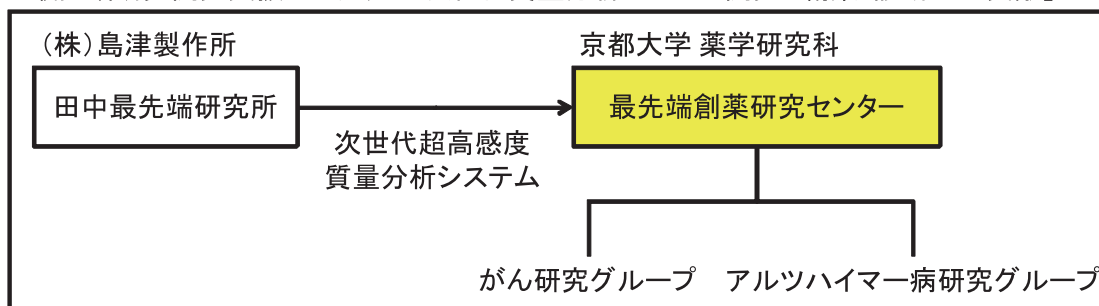 (株)島津製作所
京都大学 薬学研究科
田中最先端研究所
最先端創薬研究センター
次世代超高感度
質量分析システム
がん研究グループ
アルツハイマー病研究グループ